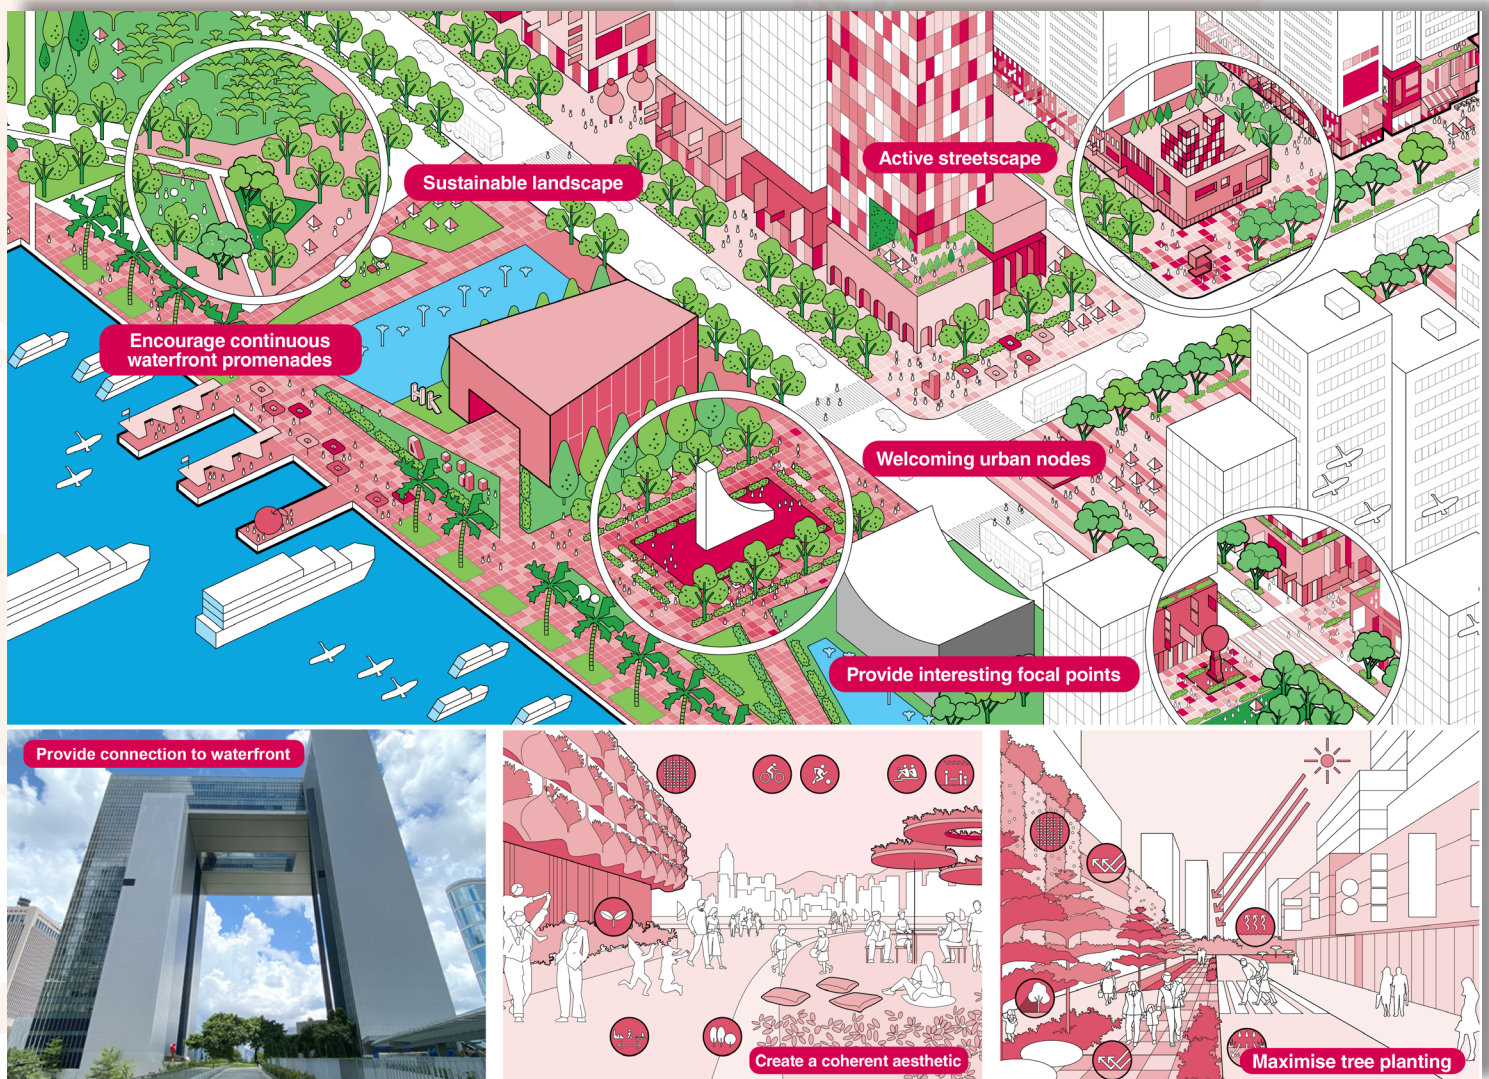 Active streetscape
Sustainable landscape
Encourage continuous
waterfront promenades
HK
Welcoming urban nodes
Provide interesting focal points
Provide connection to waterfront
Create a coherent aesthetic
Maximise tree planting